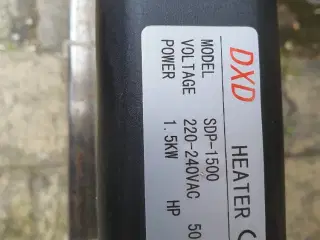 DXD
HEATER
MODEL SDP-1500
VOLTAGE 220-240VAC 50
POWER 1.5KW HP